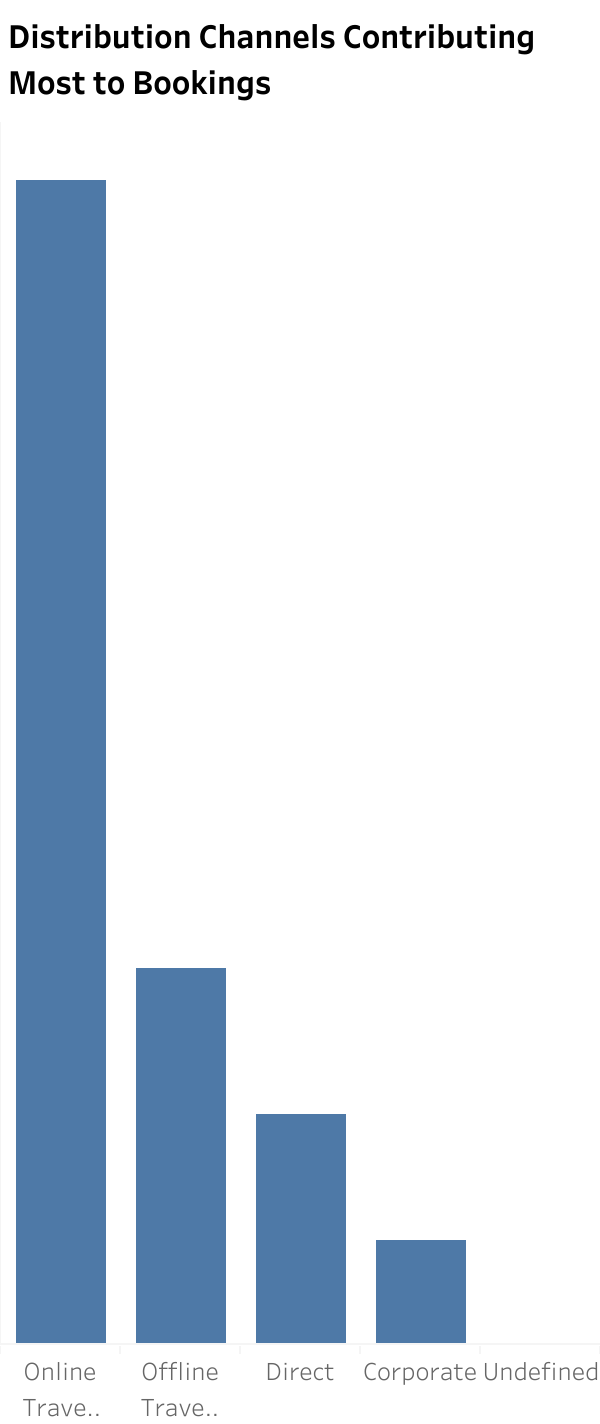 Distribution Channels Contributing
Most to Bookings
Online
Trave..
Offline
Trave..
Direct
Corporate
Undefined